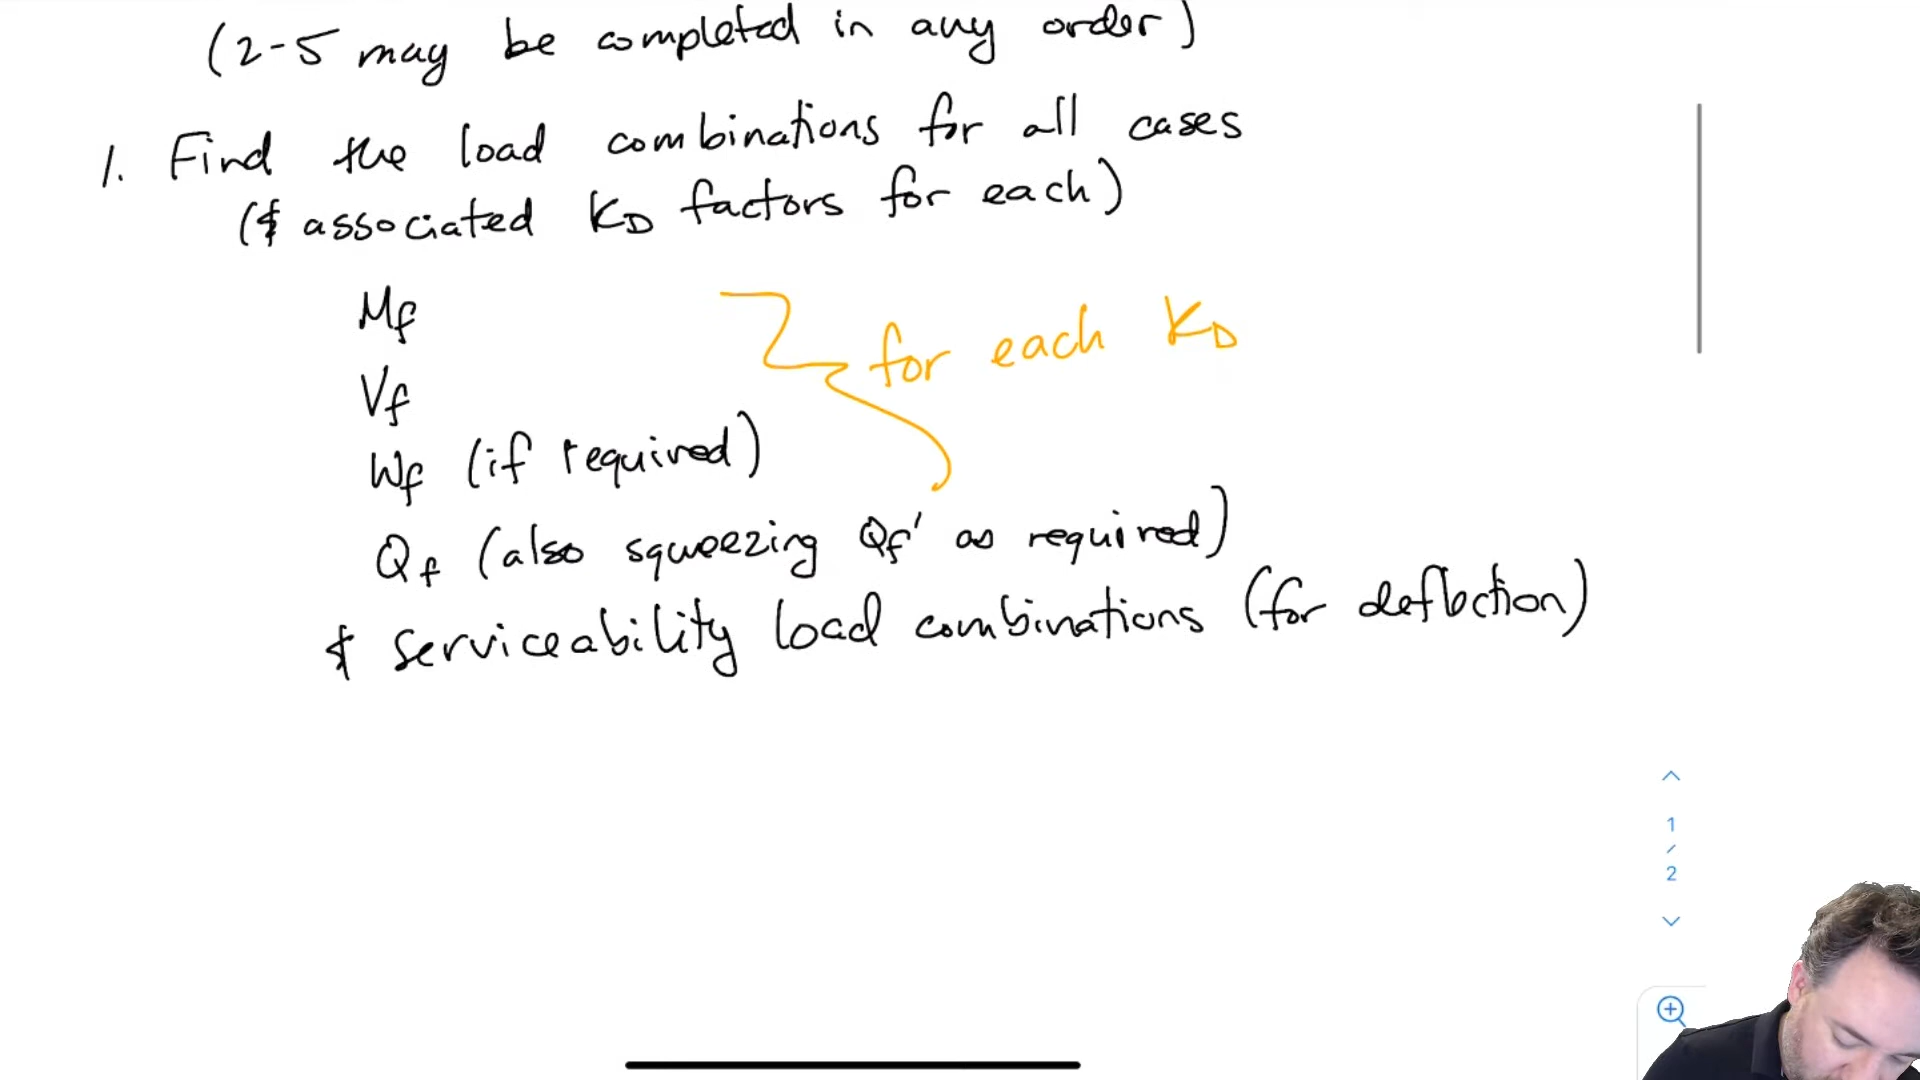 (2-5 may be completed in any order)
1. Find the load combinations for all cases
(& associated KD factors for each)
Mf
for each KD
Vf
Wf (if required)
Qf (also squeezing Qf' as required)
& serviceability load combinations (for deflection)
1
/
2